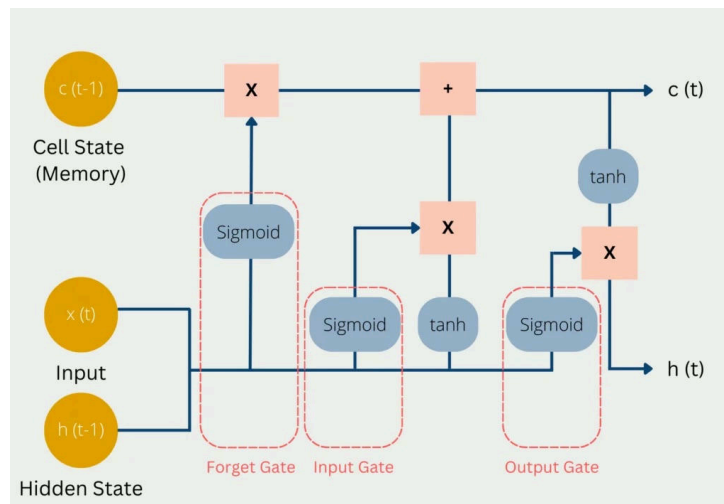 c (t-1)
X
+
c (t)
Cell State
(Memory)
tanh
Sigmoid
X
X
x (t)
Sigmoid
tanh
Sigmoid
Input
h (t)
h (t-1)
Forget Gate
Input Gate
Output Gate
Hidden State